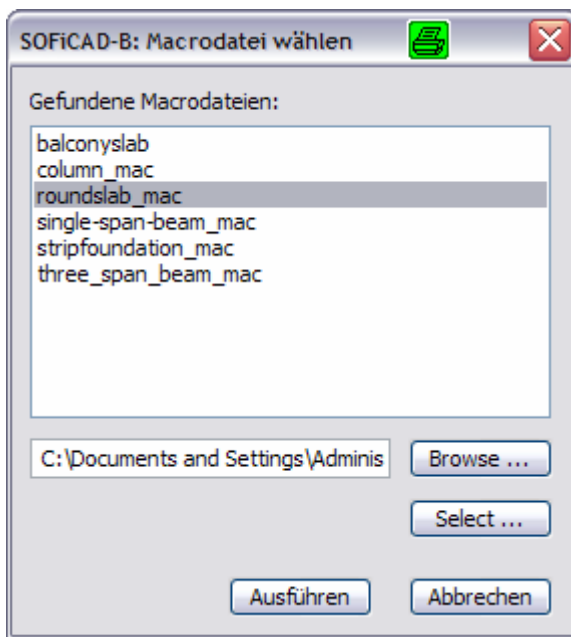 SOFiCAD-B: Macrodatei wählen
Gefundene Macrodateien:
balconyslab
column_mac
roundslab_mac
single-span-beam_mac
stripfoundation_mac
three_span_beam_mac
C:\Documents and Settings\Adminis
Browse ...
Select ...
Ausführen
Abbrechen